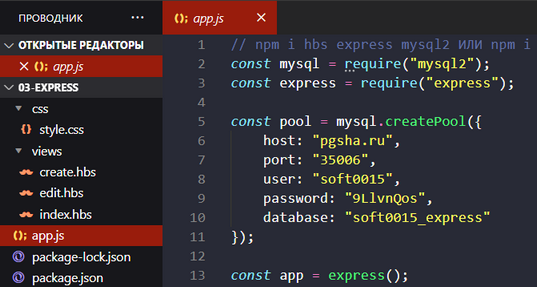 ПРОВОДНИК ...
ОТКРЫТЫЕ РЕДАКТОРЫ
app.js
03-EXPRESS
css
style.css
views
create.hbs
edit.hbs
index.hbs
app.js
package-lock.json
package.json
app.js
1 // npm i hbs express mysql2 ИЛИ npm i
2 const mysql = require("mysql2");
3 const express = require("express");
4
5 const pool = mysql.createPool({
6 host: "pgsha.ru",
7 port: "35006",
8 user: "soft0015",
9 password: "9LlvnQos",
10 database: "soft0015_express"
11 });
12
13 const app = express();